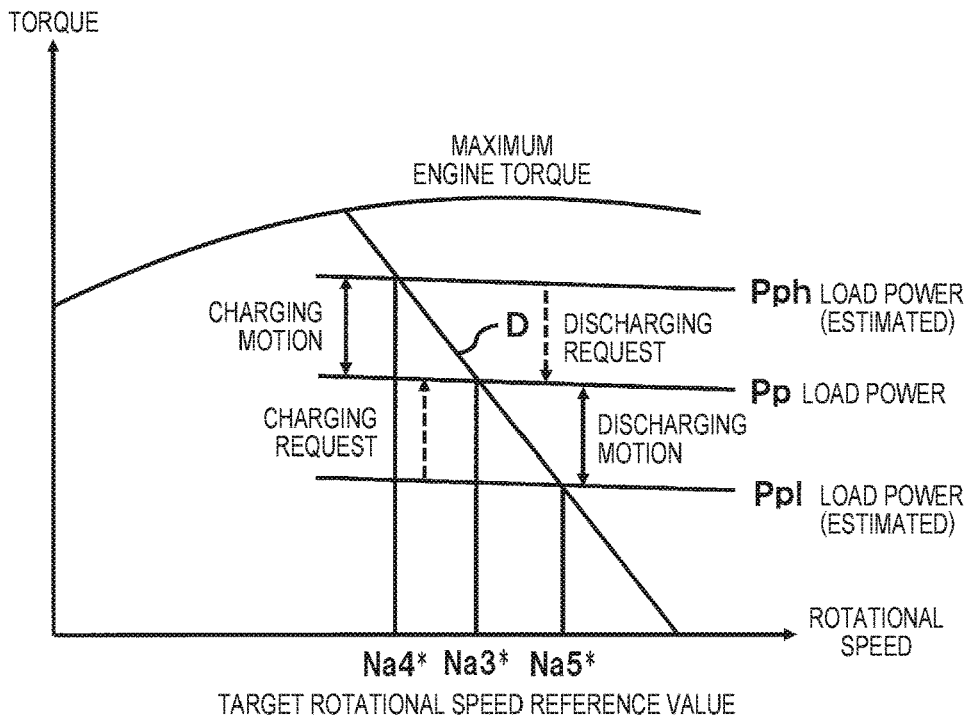 TORQUE
MAXIMUM
ENGINE TORQUE
CHARGING
MOTION
D
DISCHARGING
REQUEST
Pph LOAD POWER
(ESTIMATED)
Pp LOAD POWER
CHARGING
REQUEST
DISCHARGING
MOTION
Ppl LOAD POWER
(ESTIMATED)
ROTATIONAL
SPEED
Na4* Na3* Na5*
TARGET ROTATIONAL SPEED REFERENCE VALUE